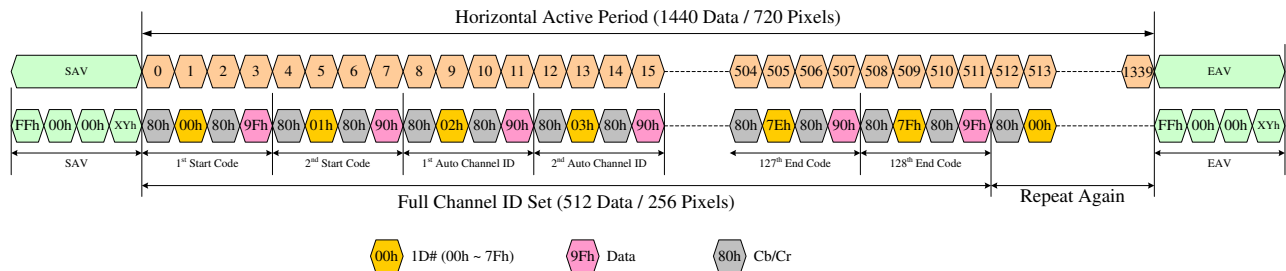 Horizontal Active Period (1440 Data / 720 Pixels)
SAV 0 1 2 3 4 5 6 7 8 9 10 11 12 13 14 15 504 505 506 507 508 509 510 511 512 513 1339 EAV
FFh 00h 00h XYh 80h 00h 80h 9Fh 80h 01h 80h 90h 80h 02h 80h 90h 80h 03h 80h 90h 80h 7Eh 80h 90h 80h 7Fh 80h 9Fh 80h 00h FFh 00h 00h XYh
SAV 1st Start Code 2nd Start Code 1st Auto Channel ID 2nd Auto Channel ID 127th End Code 128th End Code EAV
Full Channel ID Set (512 Data / 256 Pixels) Repeat Again
00h 1D# (00h ~ 7Fh) 9Fh Data 80h Cb/Cr